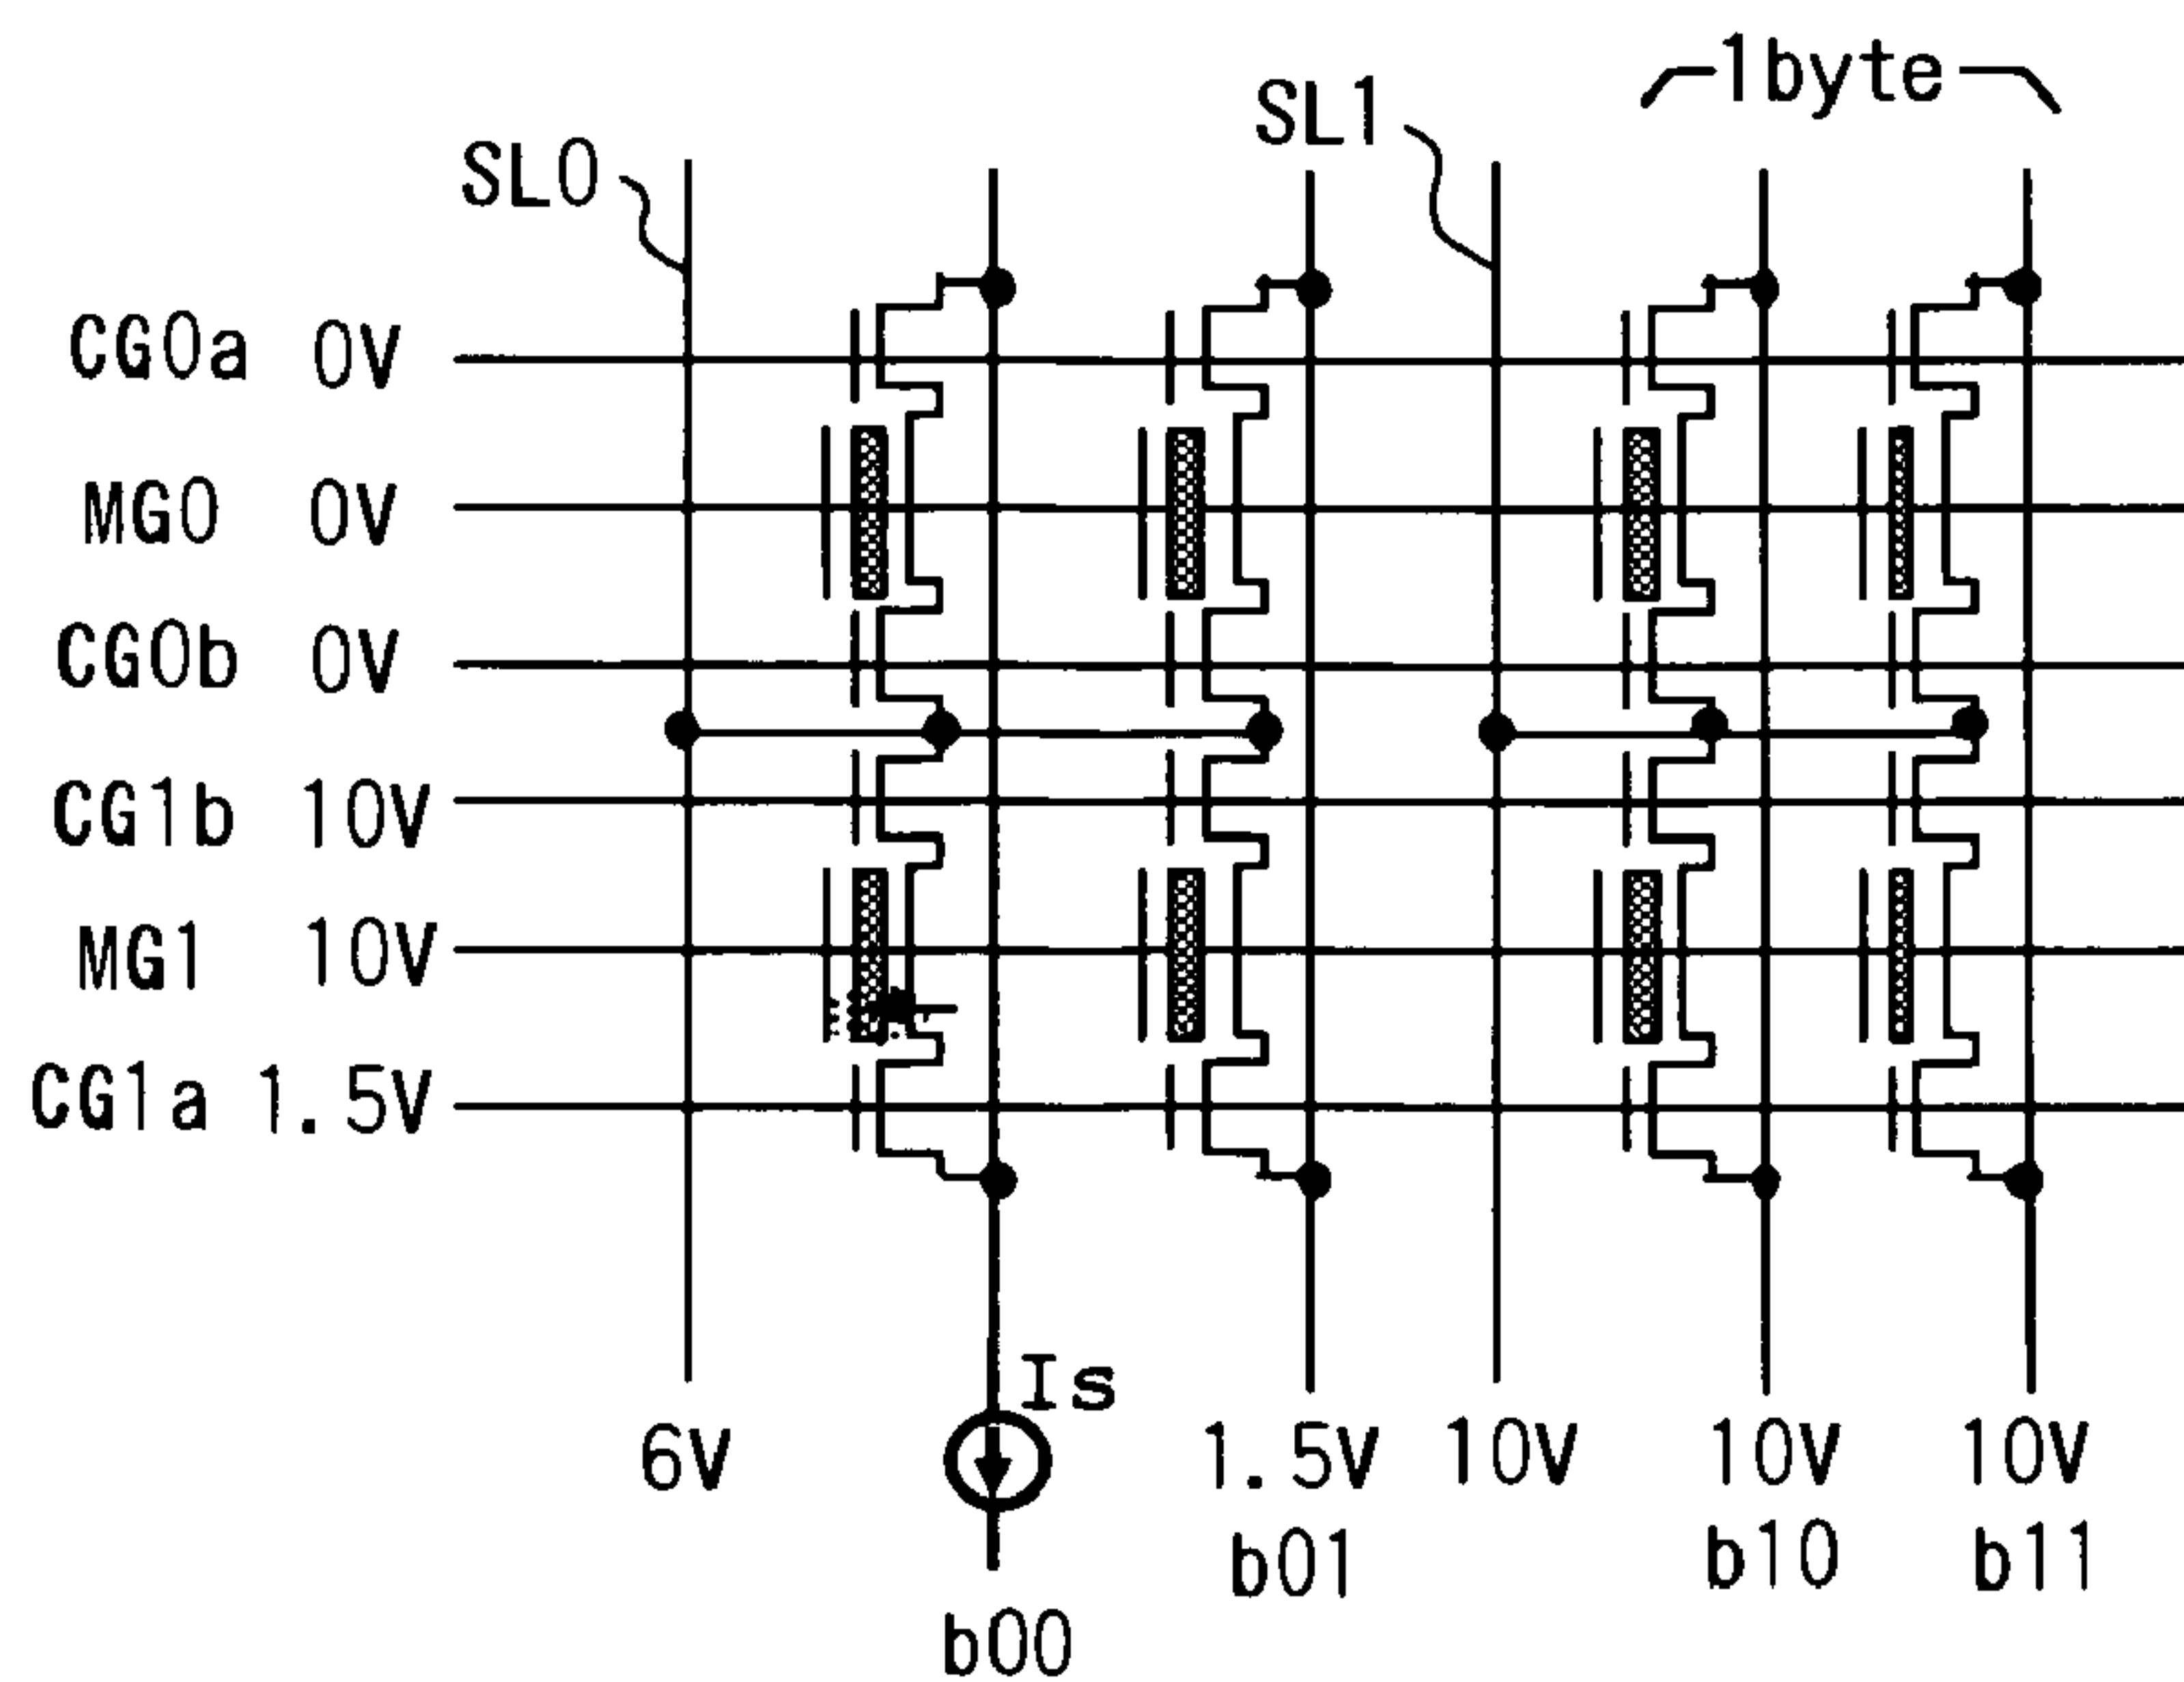 1byte
SL1
SL0
CG0a 0V
MG0 0V
CG0b 0V
CG1b 10V
MG1 10V
CG1a 1.5V
Is
6V 1.5V 10V 10V 10V
b01 b10 b11
b00